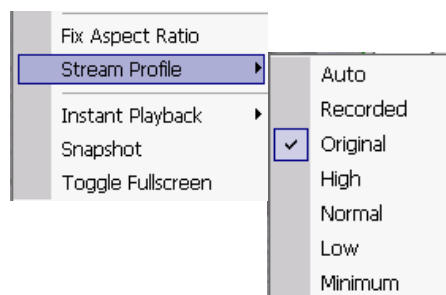 Fix Aspect Ratio
Stream Profile
Instant Playback
Snapshot
Toggle Fullscreen
Auto
Recorded
Original
High
Normal
Low
Minimum